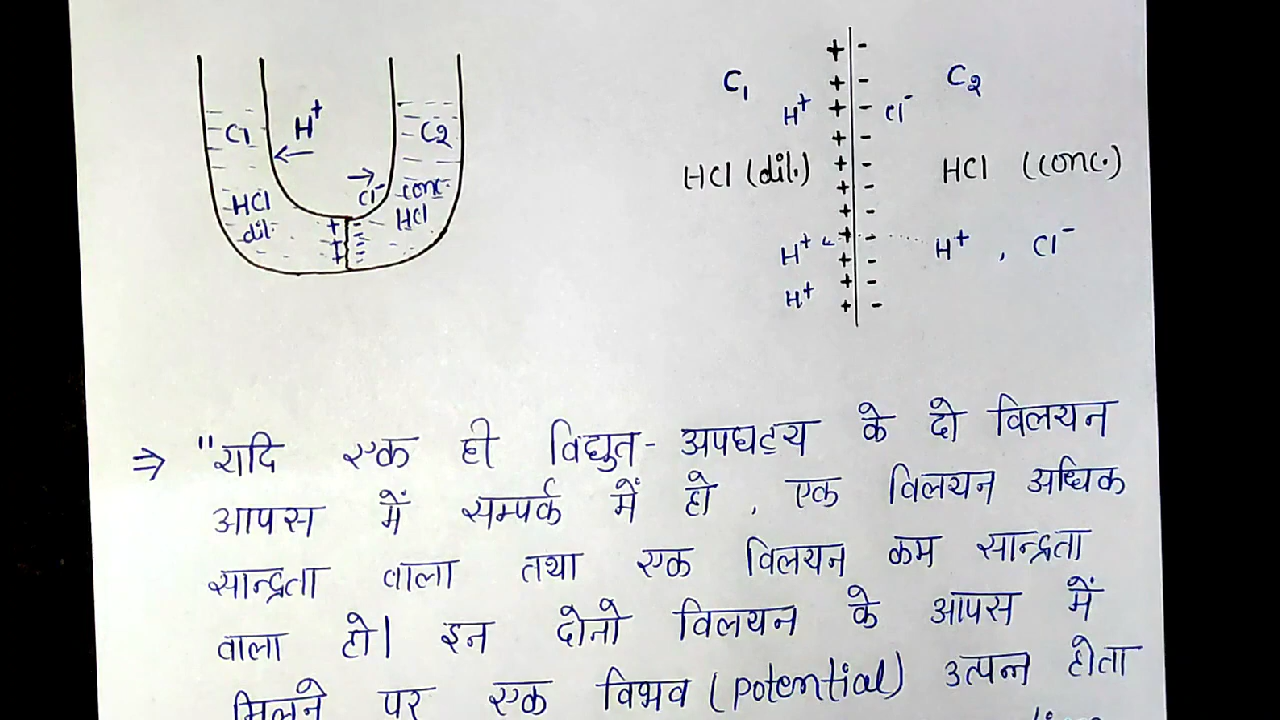 C1 H⁺ C2
HCl Cl⁻ conc.
dil. HCl
C₁ C₂
H⁺ Cl⁻
HCl (dil.) HCl (conc.)
H⁺ H⁺ , Cl⁻
H⁺
⇒ "यदि एक ही विद्युत-अपघट्य के दो विलयन
आपस में सम्पर्क में हो , एक विलयन अधिक
सान्द्रता वाला तथा एक विलयन कम सान्द्रता
वाला हो। इन दोनो विलयन के आपस में
मिलने पर एक विभव (potential) उत्पन्न होता